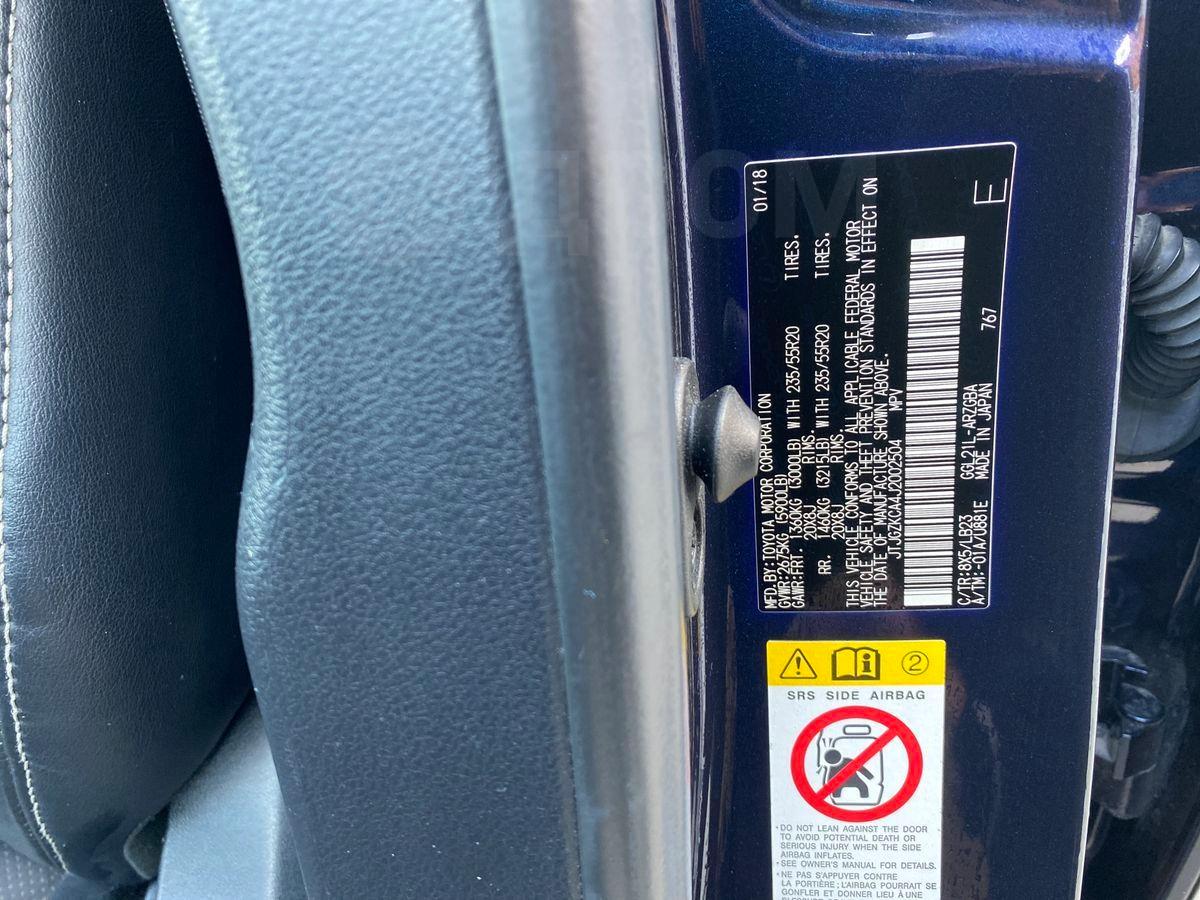 ДРОМ
MFD.BY:TOYOTA MOTOR CORPORATION 01/18
GVWR:2675KG (5900LB)
GAWR:FRT. 1360KG (3000LB) WITH 235/55R20 TIRES.
20X8J RIMS.
RR. 1460KG (3215LB) WITH 235/55R20 TIRES.
20X8J RIMS.
THIS VEHICLE CONFORMS TO ALL APPLICABLE FEDERAL MOTOR
VEHICLE SAFETY AND THEFT PREVENTION STANDARDS IN EFFECT ON
THE DATE OF MANUFACTURE SHOWN ABOVE.
JTJGZKCA4J2002504 MPV
C/TR:8X5/LB23 GGL21L-ARZGBA
A/TM:-01A/U881E MADE IN JAPAN 767
E
2
SRS SIDE AIRBAG
•DO NOT LEAN AGAINST THE DOOR
TO AVOID POTENTIAL DEATH OR
SERIOUS INJURY WHEN THE SIDE
AIRBAG INFLATES.
•SEE OWNER'S MANUAL FOR DETAILS.
•NE PAS S'APPUYER CONTRE
LA PORTIÈRE; L'AIRBAG POURRAIT SE
GONFLER ET DONNER LIEU À UNE